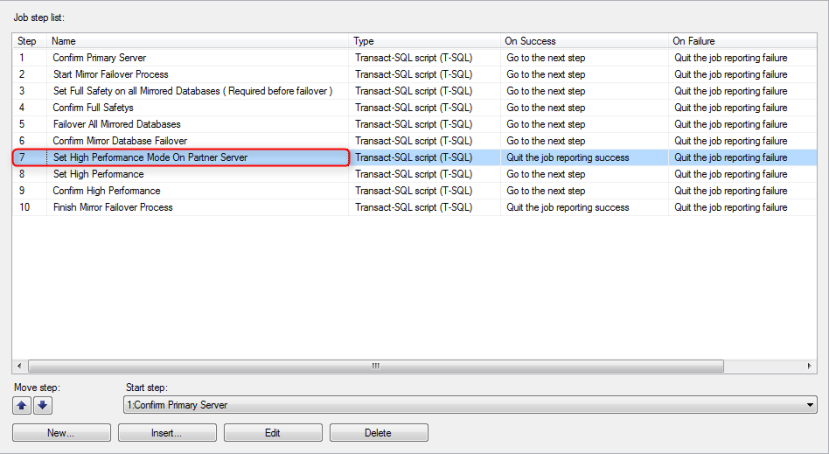 Job step list:
Step Name Type On Success On Failure
1 Confirm Primary Server Transact-SQL script (T-SQL) Go to the next step Quit the job reporting failure
2 Start Mirror Failover Process Transact-SQL script (T-SQL) Go to the next step Quit the job reporting failure
3 Set Full Safety on all Mirrored Databases ( Required before failover ) Transact-SQL script (T-SQL) Go to the next step Quit the job reporting failure
4 Confirm Full Safetys Transact-SQL script (T-SQL) Go to the next step Quit the job reporting failure
5 Failover All Mirrored Databases Transact-SQL script (T-SQL) Go to the next step Quit the job reporting failure
6 Confirm Mirror Database Failover Transact-SQL script (T-SQL) Go to the next step Quit the job reporting failure
7 Set High Performance Mode On Partner Server Transact-SQL script (T-SQL) Quit the job reporting success Quit the job reporting failure
8 Set High Performance Transact-SQL script (T-SQL) Go to the next step Quit the job reporting failure
9 Confirm High Performance Transact-SQL script (T-SQL) Go to the next step Quit the job reporting failure
10 Finish Mirror Failover Process Transact-SQL script (T-SQL) Quit the job reporting success Quit the job reporting failure
Move step: Start step:
1:Confirm Primary Server
New... Insert... Edit Delete